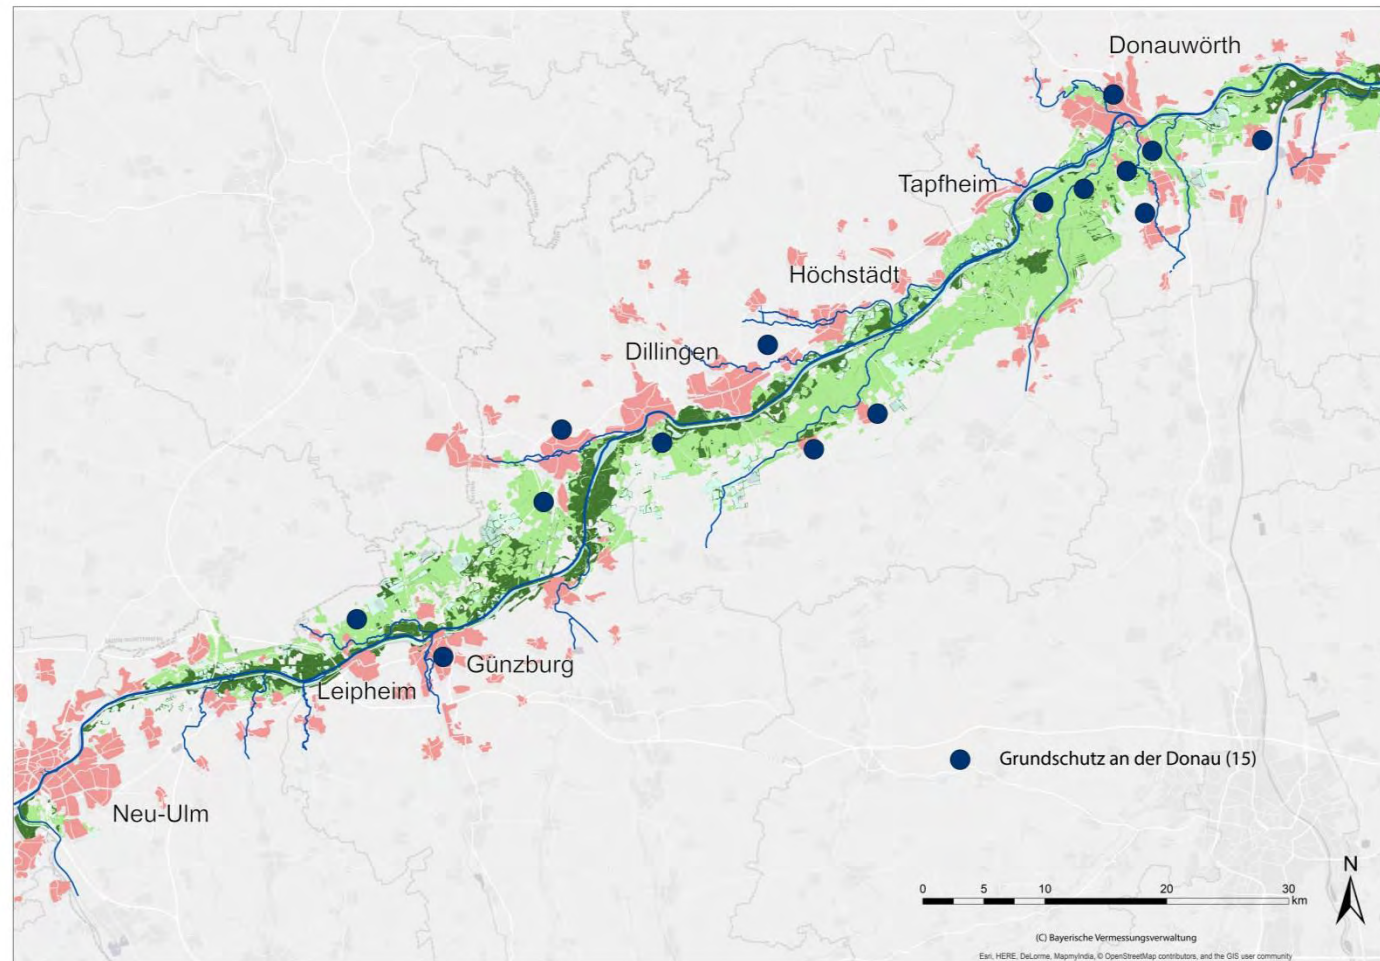 Donauwörth
Tapfheim
Höchstädt
Dillingen
Günzburg
Leipheim
Neu-Ulm
Grundschutz an der Donau (15)
N
0 5 10 20 30
km
(C) Bayerische Vermessungsverwaltung
Esri, HERE, DeLorme, MapmyIndia, © OpenStreetMap contributors, and the GIS user community